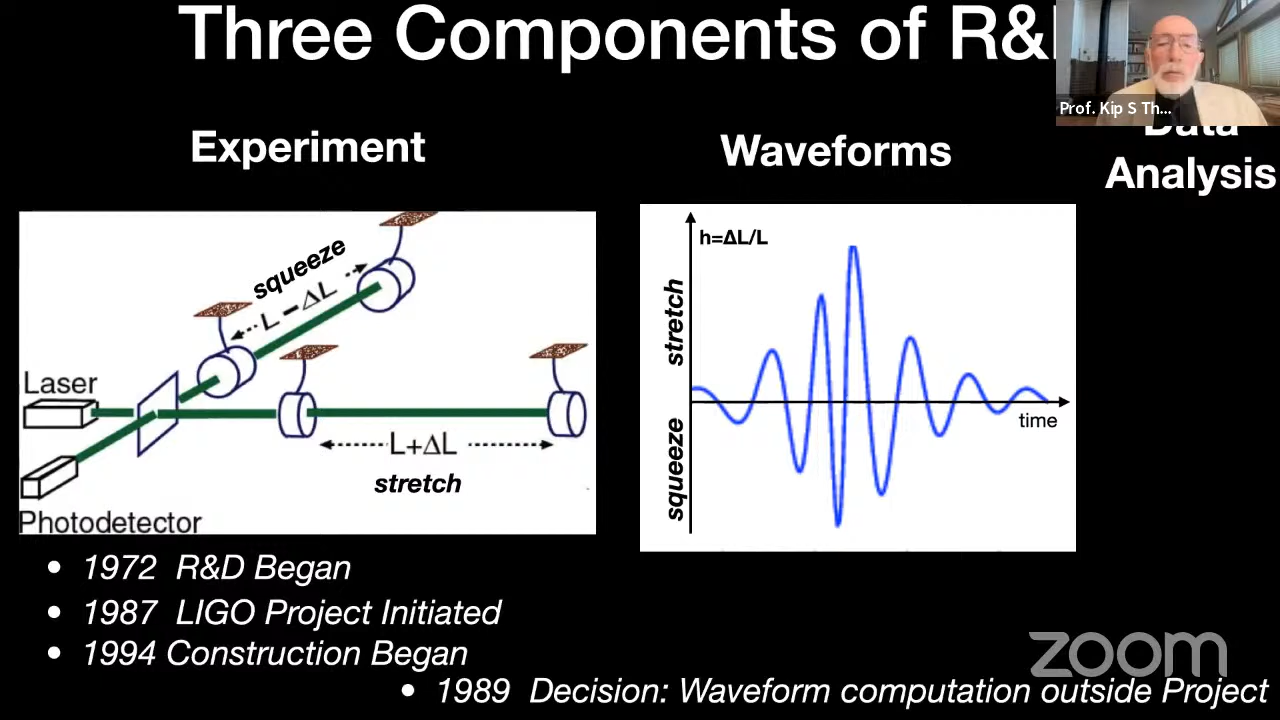 Three Components of R&
Prof. Kip S Th...
Experiment
Waveforms
Data
Analysis
squeeze
L-ΔL
Laser
L+ΔL
stretch
Photodetector
h=ΔL/L
stretch
squeeze
time
• 1972 R&D Began
• 1987 LIGO Project Initiated
• 1994 Construction Began
• 1989 Decision: Waveform computation outside Project
zoom